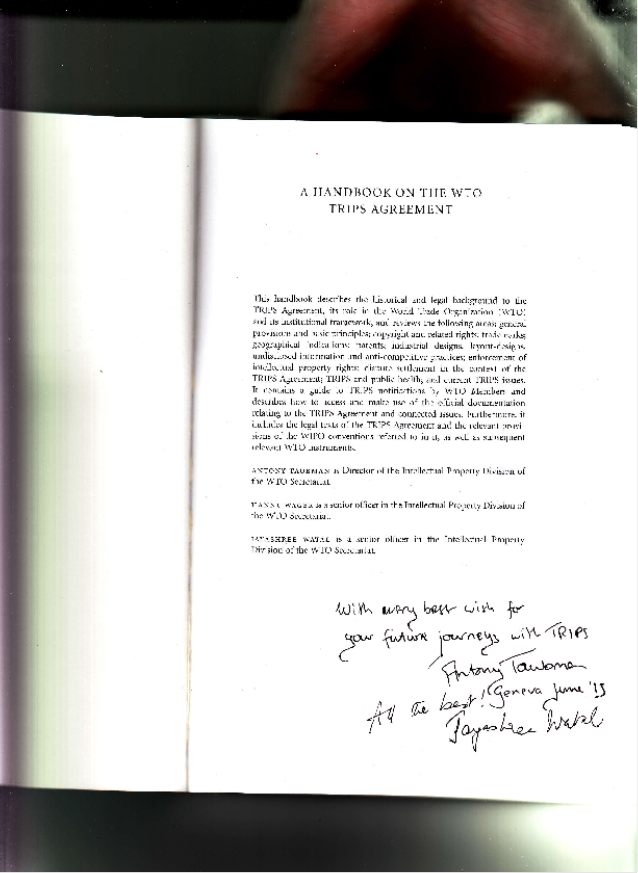 A HANDBOOK ON THE WTO
TRIPS AGREEMENT
This handbook describes the historical and legal background to the
TRIPS Agreement, its role in the World Trade Organization (WTO)
and its institutional framework, and reviews the following areas: general
provisions and basic principles; copyright and related rights; trademarks;
geographical indications; patents; industrial designs, layout-designs,
undisclosed information and anti-competitive practices; enforcement of
intellectual property rights; dispute settlement in the context of the
TRIPS Agreement; TRIPS and public health; and current TRIPS issues.
It contains a guide to TRIPS notifications by WTO Members and
describes how to access and make use of the official documentation
relating to the TRIPS Agreement and connected issues. Furthermore, it
includes the legal texts of the TRIPS Agreement and the relevant provi-
sions of the WIPO conventions referred to in it, as well as subsequent
relevant WTO instruments.
ANTONY TAUBMAN is Director of the Intellectual Property Division of
the WTO Secretariat.
HANNU WAGER is a senior officer in the Intellectual Property Division of
the WTO Secretariat.
JAYASHREE WATAL is a senior officer in the Intellectual Property
Division of the WTO Secretariat.
With every best wish for
your future journeys with TRIPS
Antony Taubman
Geneva June '13
All the best!
Jayashree Watal